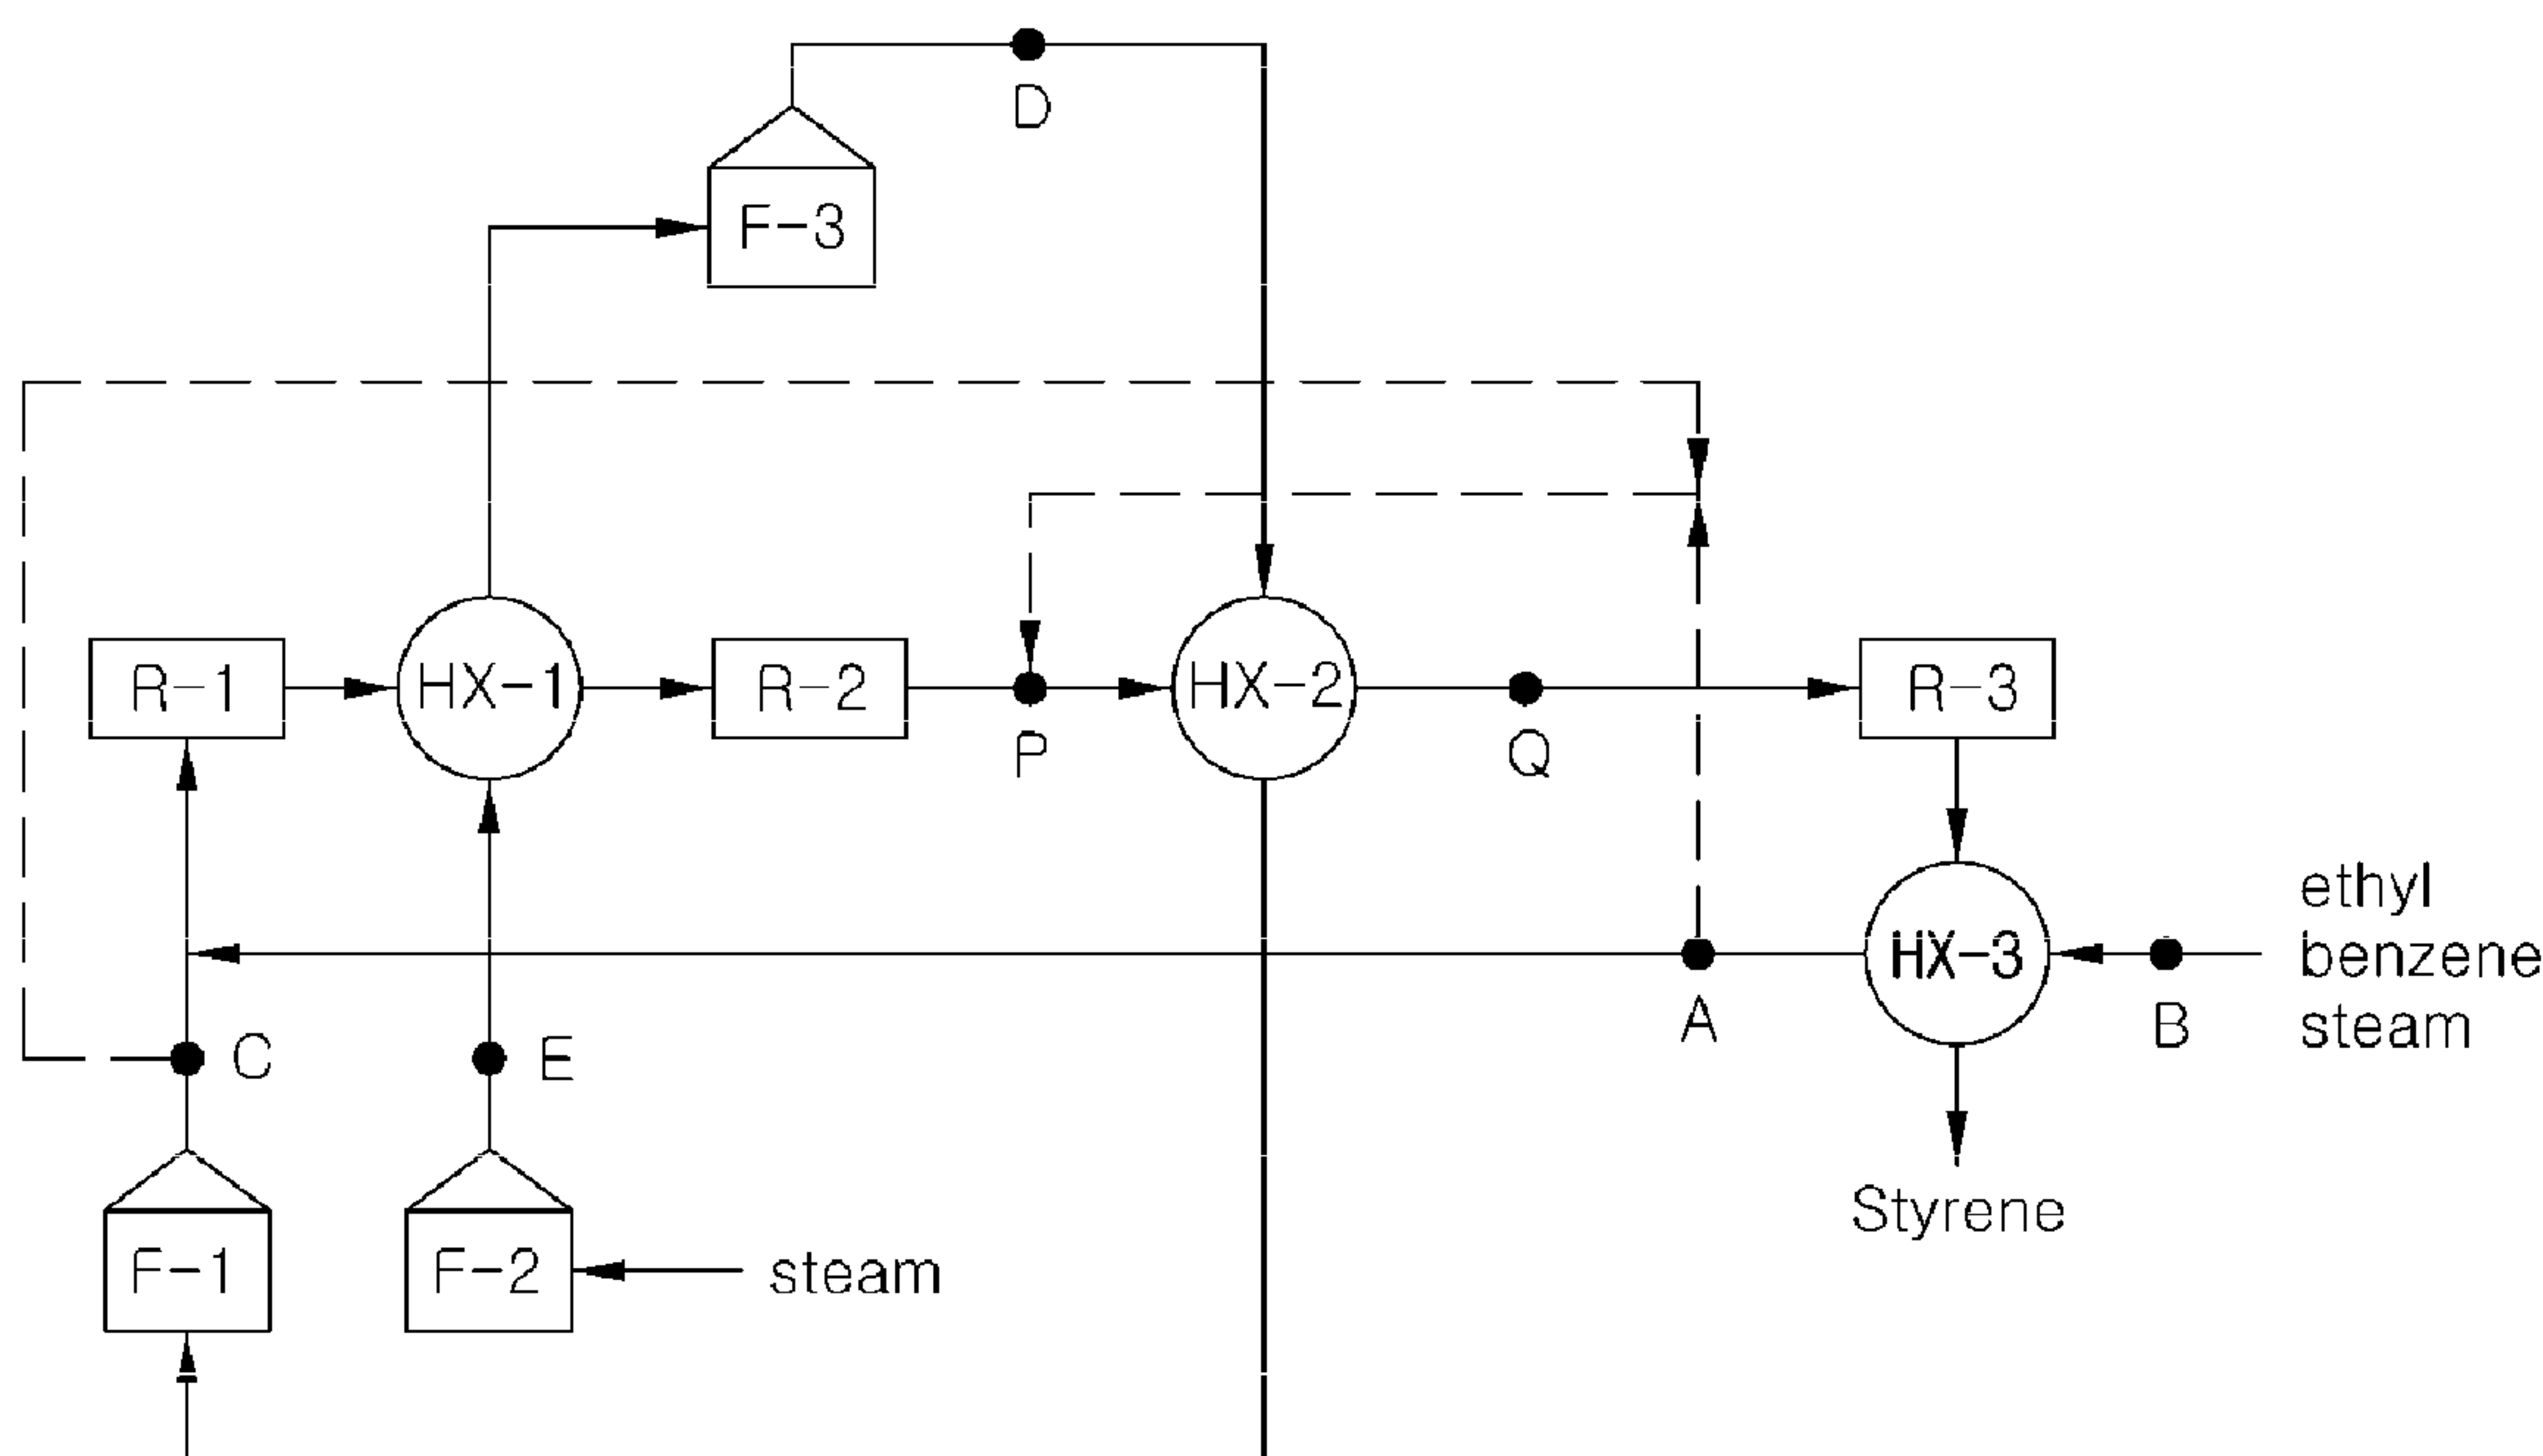 D
F-3
R-1
HX-1
R-2
P
HX-2
Q
R-3
ethyl
benzene
steam
HX-3
A
B
C
E
Styrene
F-1
F-2
steam